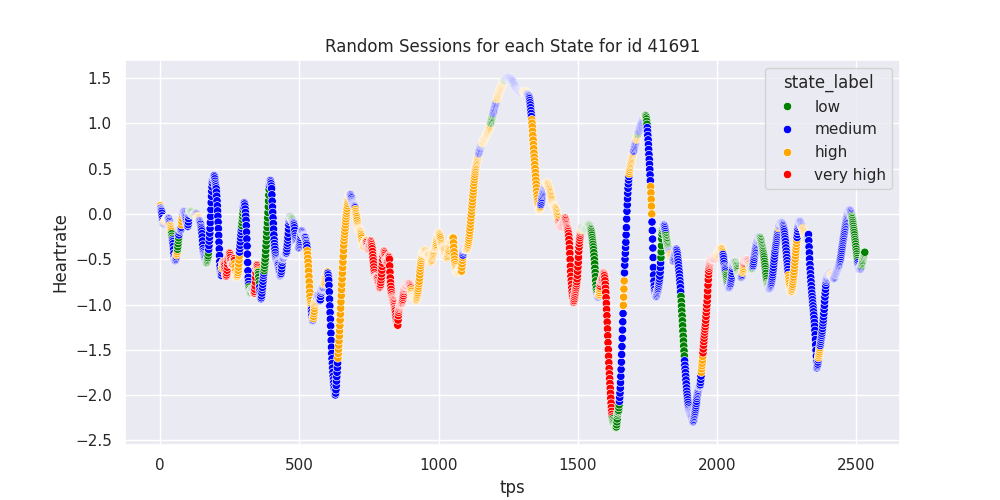 Random Sessions for each State for id 41691
1.5
1.0
0.5
0.0
−0.5
−1.0
−1.5
−2.0
−2.5
Heartrate
state_label
low
medium
high
very high
0
500
1000
1500
2000
2500
tps